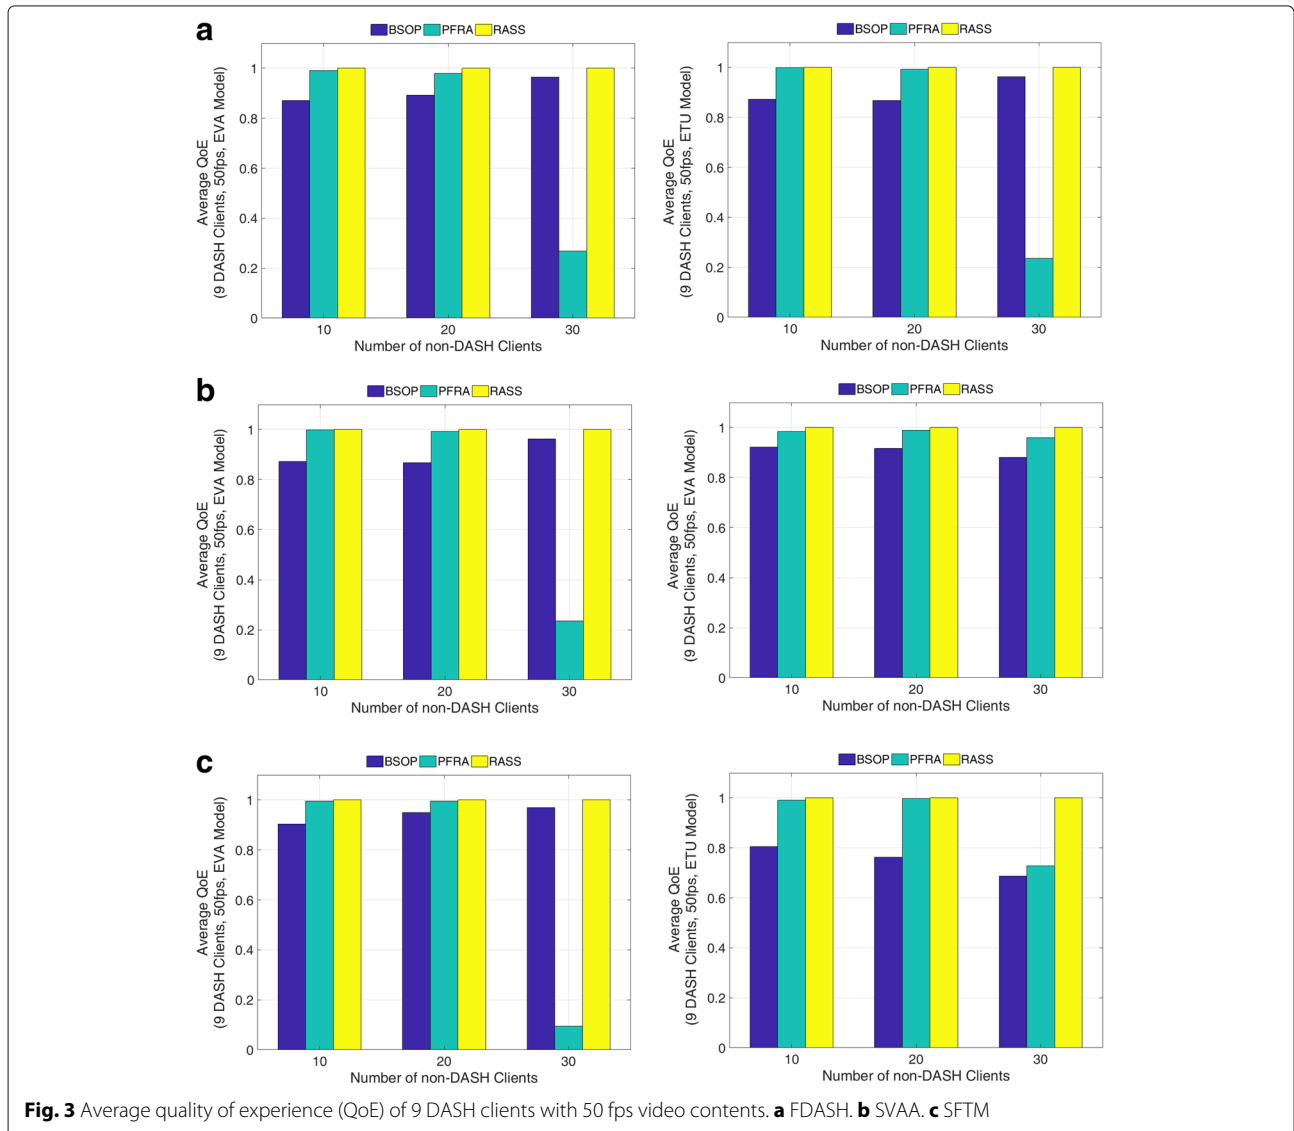 a
BSOP PFRA RASS
Average QoE
(9 DASH Clients, 50fps, EVA Model)
1
0.8
0.6
0.4
0.2
0
10 20 30
Number of non-DASH Clients
BSOP PFRA RASS
Average QoE
(9 DASH Clients, 50fps, ETU Model)
1
0.8
0.6
0.4
0.2
0
10 20 30
Number of non-DASH Clients
b
BSOP PFRA RASS
Average QoE
(9 DASH Clients, 50fps, EVA Model)
1
0.8
0.6
0.4
0.2
0
10 20 30
Number of non-DASH Clients
BSOP PFRA RASS
Average QoE
(9 DASH Clients, 50fps, EVA Model)
1
0.8
0.6
0.4
0.2
0
10 20 30
Number of non-DASH Clients
c
BSOP PFRA RASS
Average QoE
(9 DASH Clients, 50fps, EVA Model)
1
0.8
0.6
0.4
0.2
0
10 20 30
Number of non-DASH Clients
BSOP PFRA RASS
Average QoE
(9 DASH Clients, 50fps, ETU Model)
1
0.8
0.6
0.4
0.2
0
10 20 30
Number of non-DASH Clients
Fig. 3 Average quality of experience (QoE) of 9 DASH clients with 50 fps video contents. a FDASH. b SVAA. c SFTM